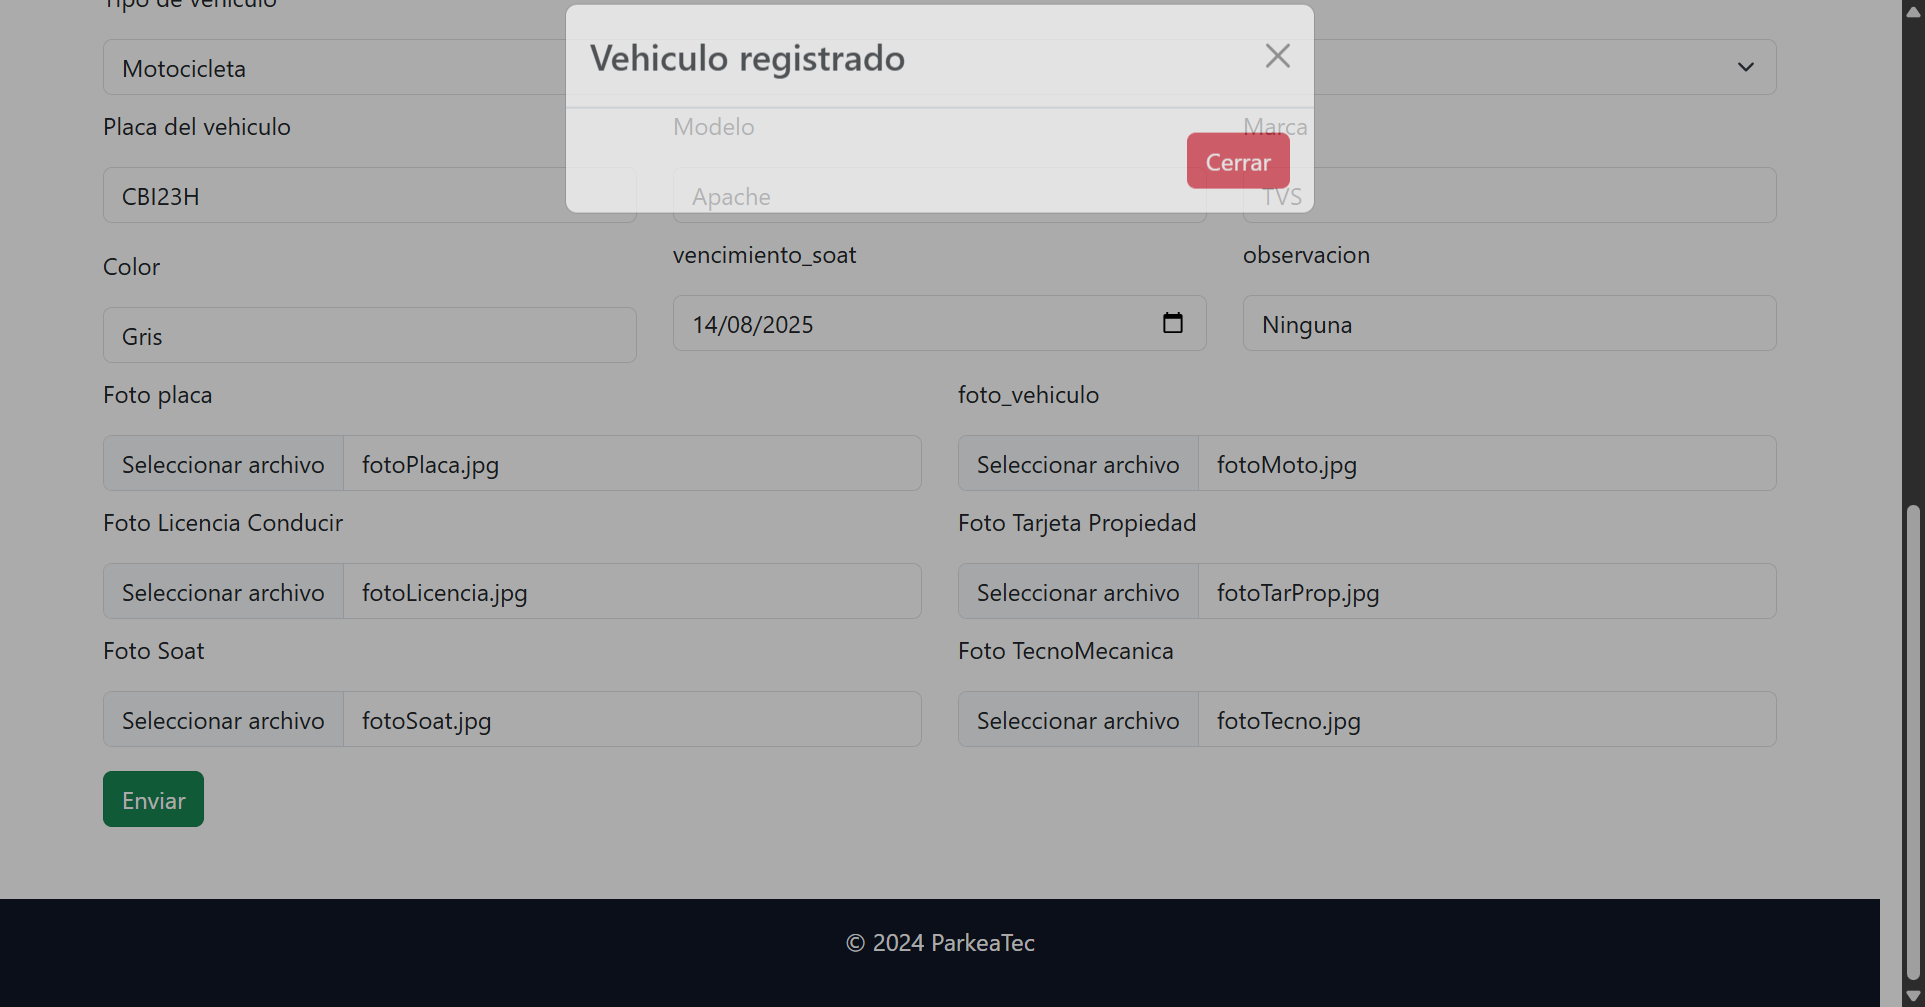 Tipo de vehiculo
Vehiculo registrado
Motocicleta
Placa del vehiculo
Modelo
Marca
Cerrar
CBI23H
Apache
TVS
Color
vencimiento_soat
observacion
Gris
14/08/2025
Ninguna
Foto placa
foto_vehiculo
Seleccionar archivo fotoPlaca.jpg
Seleccionar archivo fotoMoto.jpg
Foto Licencia Conducir
Foto Tarjeta Propiedad
Seleccionar archivo fotoLicencia.jpg
Seleccionar archivo fotoTarProp.jpg
Foto Soat
Foto TecnoMecanica
Seleccionar archivo fotoSoat.jpg
Seleccionar archivo fotoTecno.jpg
Enviar
© 2024 ParkeaTec